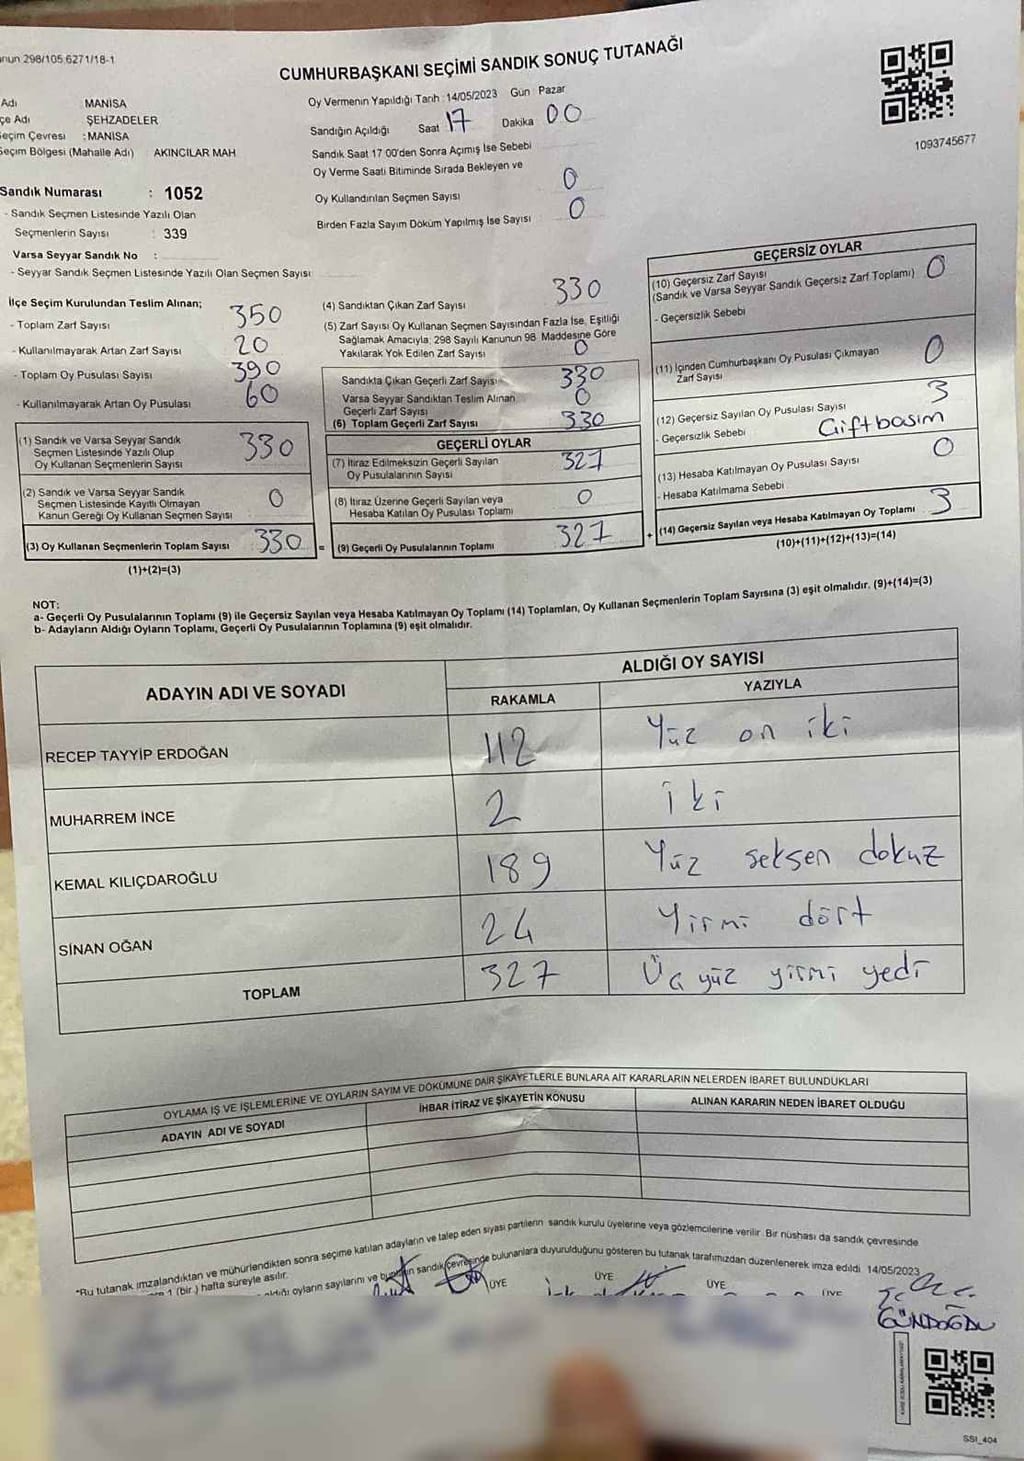 298/105.6271/18-1
CUMHURBAŞKANI SEÇİMİ SANDIK SONUÇ TUTANAĞI
Adı MANİSA
Adı : ŞEHZADELER
Seçim Çevresi : MANİSA
Seçim Bölgesi (Mahalle Adı) AKINCILAR MAH
Sandık Numarası : 1052
- Sandık Seçmen Listesinde Yazılı Olan
Seçmenlerin Sayısı : 339
Varsa Seyyar Sandık No :
- Seyyar Sandık Seçmen Listesinde Yazılı Olan Seçmen Sayısı
Oy Vermenin Yapıldığı Tarih : 14/05/2023 Gün : Pazar
Sandığın Açıldığı Saat 17 Dakika 00
Sandık Saat 17:00'den Sonra Açımış İse Sebebi
Oy Verme Saati Bitiminde Sırada Bekleyen ve
Oy Kullandırılan Seçmen Sayısı 0
Birden Fazla Sayım Döküm Yapılmış İse Sayısı 0
1093745677
İlçe Seçim Kurulundan Teslim Alınan;
- Toplam Zarf Sayısı 350
- Kullanılmayarak Artan Zarf Sayısı 20
- Toplam Oy Pusulası Sayısı 390
- Kullanılmayarak Artan Oy Pusulası 60
(1) Sandık ve Varsa Seyyar Sandık
Seçmen Listesinde Yazılı Olup
Oy Kullanan Seçmenlerin Sayısı 330
(2) Sandık ve Varsa Seyyar Sandık
Seçmen Listesinde Kayıtlı Olmayan
Kanun Gereği Oy Kullanan Seçmen Sayısı 0
(3) Oy Kullanan Seçmenlerin Toplam Sayısı 330
(1)+(2)=(3)
=
(4) Sandıktan Çıkan Zarf Sayısı 330
(5) Zarf Sayısı Oy Kullanan Seçmen Sayısından Fazla İse, Eşitliği
Sağlamak Amacıyla; 298 Sayılı Kanunun 98. Maddesine Göre
Yakılarak Yok Edilen Zarf Sayısı 0
Sandıkta Çıkan Geçerli Zarf Sayısı 330
Varsa Seyyar Sandıktan Teslim Alınan
Geçerli Zarf Sayısı 0
(6) Toplam Geçerli Zarf Sayısı 330
GEÇERLİ OYLAR
(7) İtiraz Edilmeksizin Geçerli Sayılan
Oy Pusulalarının Sayısı 327
(8) İtiraz Üzerine Geçerli Sayılan veya
Hesaba Katılan Oy Pusulası Toplamı 0
(9) Geçerli Oy Pusulalarının Toplamı 327
+
GEÇERSİZ OYLAR
(10) Geçersiz Zarf Sayısı
(Sandık ve Varsa Seyyar Sandık Geçersiz Zarf Toplamı) 0
- Geçersizlik Sebebi
(11) İçinden Cumhurbaşkanı Oy Pusulası Çıkmayan
Zarf Sayısı 0
(12) Geçersiz Sayılan Oy Pusulası Sayısı 3
- Geçersizlik Sebebi Çift basım
(13) Hesaba Katılmayan Oy Pusulası Sayısı 0
- Hesaba Katılmama Sebebi
(14) Geçersiz Sayılan veya Hesaba Katılmayan Oy Toplamı 3
(10)+(11)+(12)+(13)=(14)
NOT:
a- Geçerli Oy Pusulalarının Toplamı (9) ile Geçersiz Sayılan veya Hesaba Katılmayan Oy Toplamı (14) Toplamları, Oy Kullanan Seçmenlerin Toplam Sayısına (3) eşit olmalıdır. (9)+(14)=(3)
b- Adayların Aldığı Oyların Toplamı, Geçerli Oy Pusulalarının Toplamına (9) eşit olmalıdır.
ADAYIN ADI VE SOYADI ALDIĞI OY SAYISI
RAKAMLA YAZIYLA
RECEP TAYYİP ERDOĞAN 112 Yüz on iki
MUHARREM İNCE 2 iki
KEMAL KILIÇDAROĞLU 189 Yüz seksen dokuz
SİNAN OĞAN 24 Yirmi dört
TOPLAM 327 Üç yüz yirmi yedi
OYLAMA İŞ VE İŞLEMLERİNE VE OYLARIN SAYIM VE DÖKÜMÜNE DAİR ŞİKAYETLERLE BUNLARA AİT KARARLARIN NELERDEN İBARET BULUNDUKLARI
ADAYIN ADI VE SOYADI İHBAR İTİRAZ VE ŞİKAYETİN KONUSU ALINAN KARARIN NEDEN İBARET OLDUĞU
*Bu tutanak imzalandıktan ve mühürlendikten sonra seçime katılan adayların ve talep eden siyasi partilerin sandık kurulu üyelerine veya gözlemcilerine verilir. Bir nüshası da sandık çevresinde
1 (bir) hafta süreyle asılır.
aldığı oyların sayılarını ve bunların sandık çevresinde bulunanlara duyurulduğunu gösteren bu tutanak tarafımızdan düzenlenerek imza edildi. 14/05/2023
ÜYE ÜYE ÜYE ÜYE
GÜNDOĞDU
SSI_404